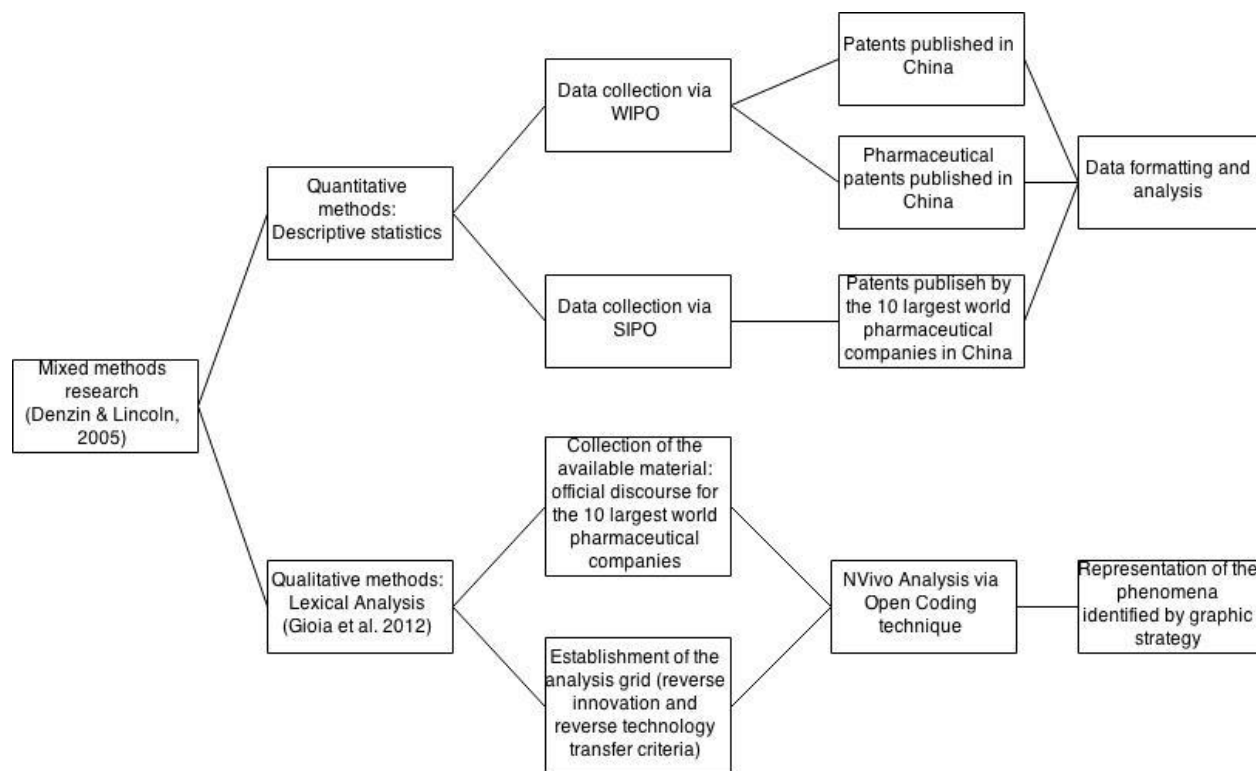 Mixed methods
research
(Denzin & Lincoln,
2005)
Quantitative
methods:
Descriptive statistics
Data collection via
WIPO
Patents published in
China
Pharmaceutical
patents published in
China
Data collection via
SIPO
Patents publiseh by
the 10 largest world
pharmaceutical
companies in China
Data formatting and
analysis
Qualitative methods:
Lexical Analysis
(Gioia et al. 2012)
Collection of the
available material:
official discourse for
the 10 largest world
pharmaceutical
companies
Establishment of the
analysis grid (reverse
innovation and
reverse technology
transfer criteria)
NVivo Analysis via
Open Coding
technique
Representation of the
phenomena
identified by graphic
strategy